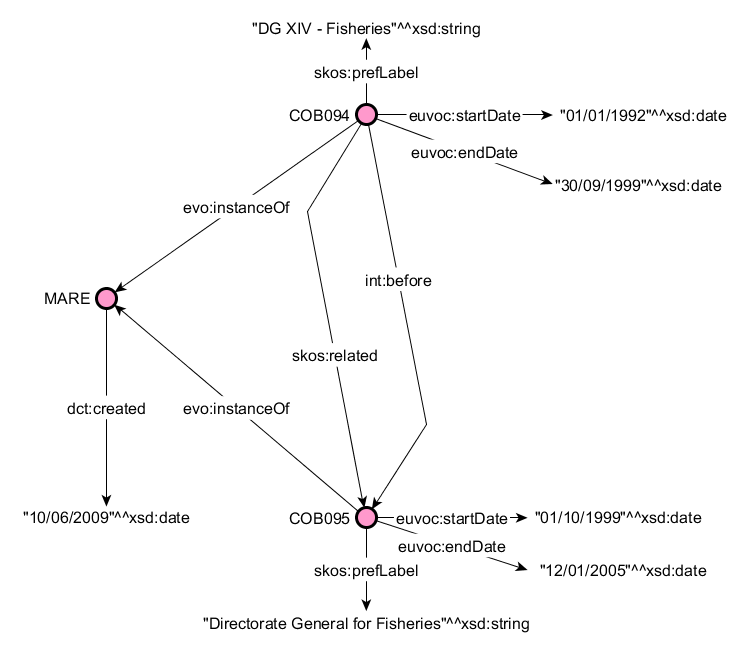 "DG XIV - Fisheries"^^xsd:string
skos:prefLabel
COB094
euvoc:startDate
"01/01/1992"^^xsd:date
euvoc:endDate
"30/09/1999"^^xsd:date
evo:instanceOf
int:before
MARE
skos:related
dct:created
evo:instanceOf
"10/06/2009"^^xsd:date
COB095
euvoc:startDate
"01/10/1999"^^xsd:date
euvoc:endDate
"12/01/2005"^^xsd:date
skos:prefLabel
"Directorate General for Fisheries"^^xsd:string